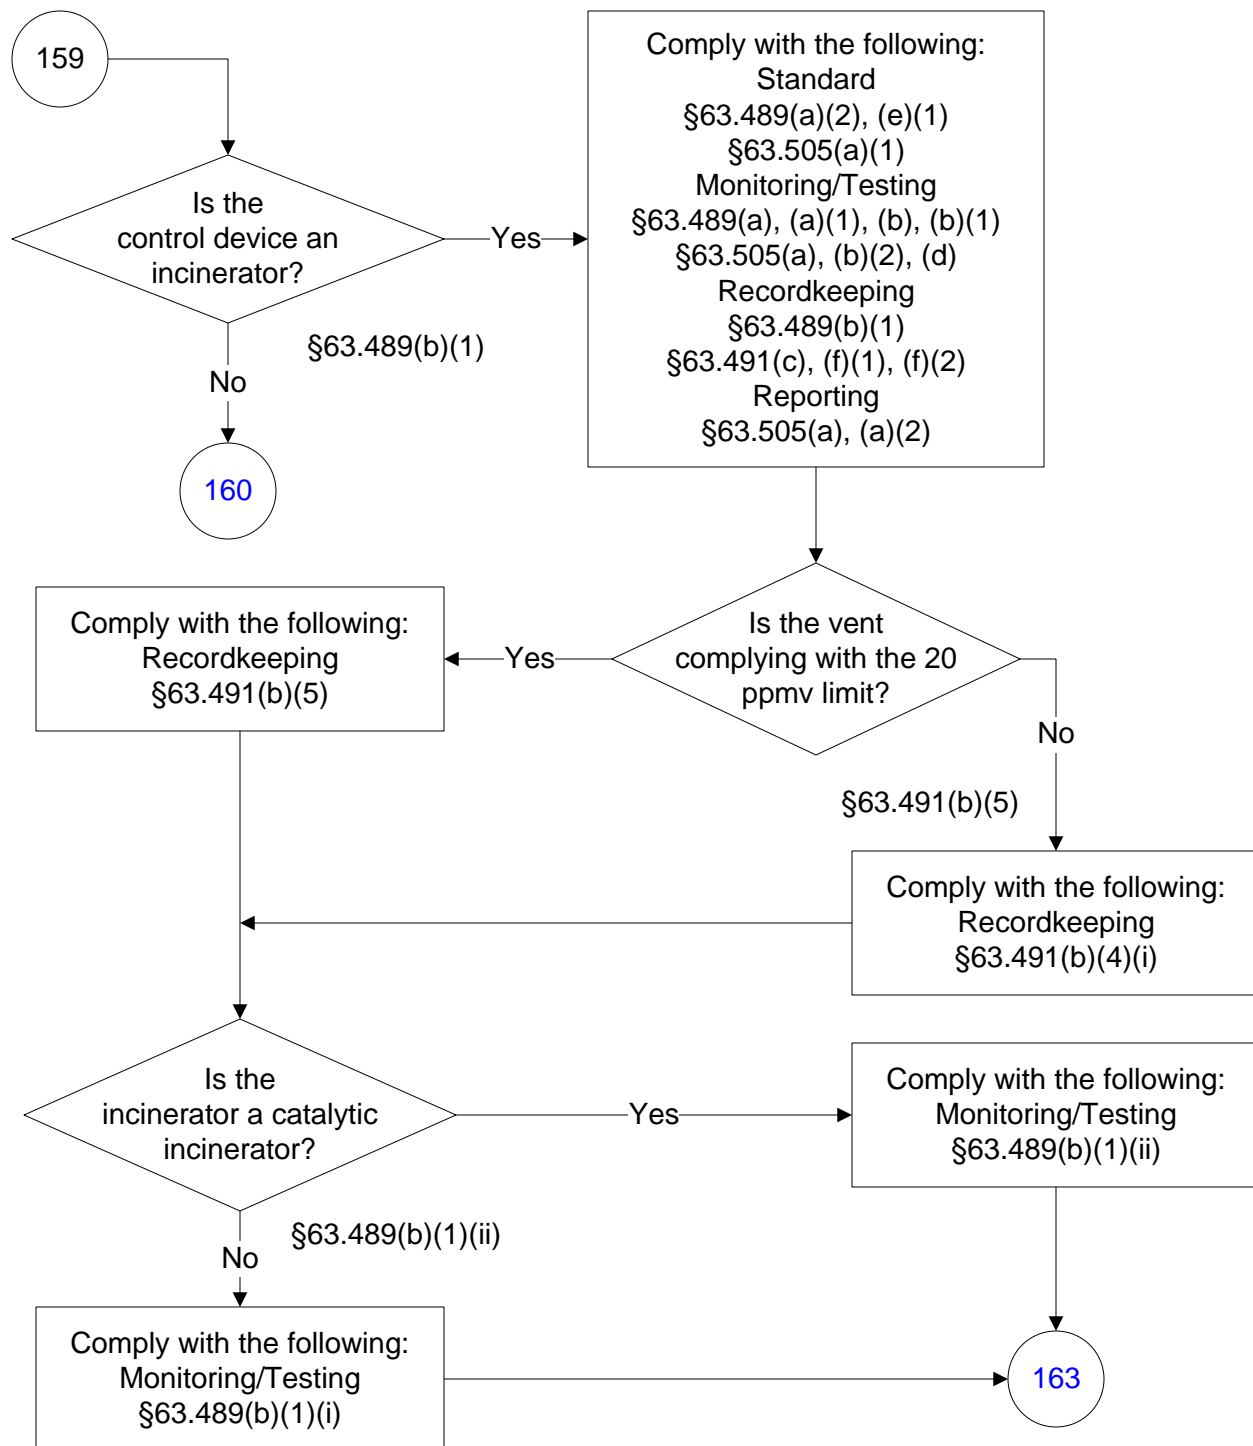 159
Is the
control device an
incinerator?
Yes
§63.489(b)(1)
No
160
Comply with the following:
Standard
§63.489(a)(2), (e)(1)
§63.505(a)(1)
Monitoring/Testing
§63.489(a), (a)(1), (b), (b)(1)
§63.505(a), (b)(2), (d)
Recordkeeping
§63.489(b)(1)
§63.491(c), (f)(1), (f)(2)
Reporting
§63.505(a), (a)(2)
Is the vent
complying with the 20
ppmv limit?
Yes
Comply with the following:
Recordkeeping
§63.491(b)(5)
No
§63.491(b)(5)
Comply with the following:
Recordkeeping
§63.491(b)(4)(i)
Is the
incinerator a catalytic
incinerator?
Yes
Comply with the following:
Monitoring/Testing
§63.489(b)(1)(ii)
§63.489(b)(1)(ii)
No
Comply with the following:
Monitoring/Testing
§63.489(b)(1)(i)
163